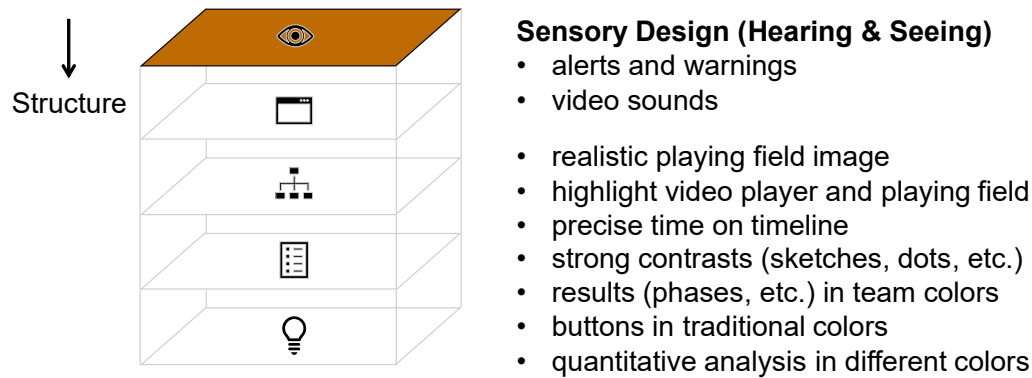 Structure
Sensory Design (Hearing & Seeing)
• alerts and warnings
• video sounds
• realistic playing field image
• highlight video player and playing field
• precise time on timeline
• strong contrasts (sketches, dots, etc.)
• results (phases, etc.) in team colors
• buttons in traditional colors
• quantitative analysis in different colors